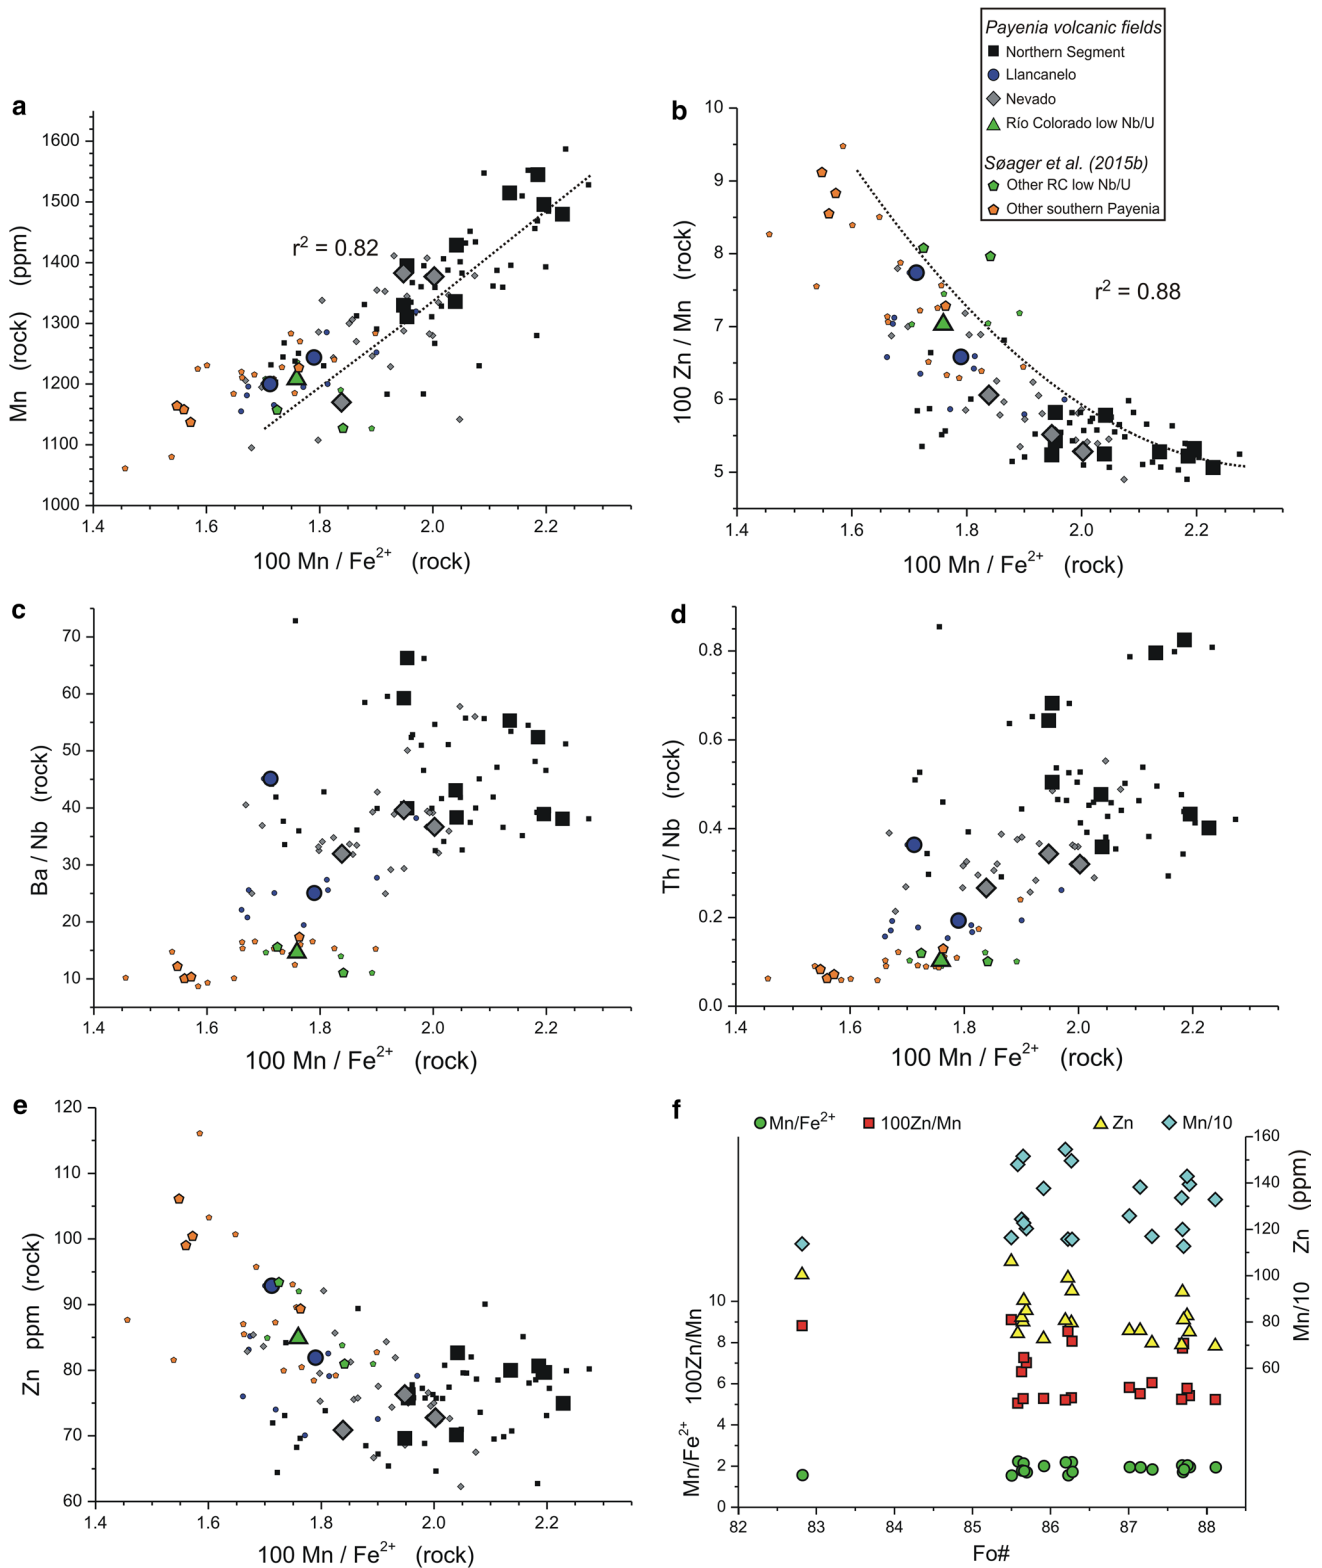 Payenia volcanic fields
Northern Segment
Llancanelo
Nevado
Río Colorado low Nb/U
Søager et al. (2015b)
Other RC low Nb/U
Other southern Payenia
a
1600
1500
1400
1300
1200
1100
1000
Mn (rock) (ppm)
r² = 0.82
1.4 1.6 1.8 2.0 2.2
100 Mn / Fe²⁺ (rock)
b
10
9
8
7
6
5
100 Zn / Mn (rock)
r² = 0.88
1.4 1.6 1.8 2.0 2.2
100 Mn / Fe²⁺ (rock)
c
70
60
50
40
30
20
10
Ba / Nb (rock)
1.4 1.6 1.8 2.0 2.2
100 Mn / Fe²⁺ (rock)
d
0.8
0.6
0.4
0.2
0.0
Th / Nb (rock)
1.4 1.6 1.8 2.0 2.2
100 Mn / Fe²⁺ (rock)
e
120
110
100
90
80
70
60
Zn ppm (rock)
1.4 1.6 1.8 2.0 2.2
100 Mn / Fe²⁺ (rock)
f
Mn/Fe²⁺ 100Zn/Mn Zn Mn/10
10
8
6
4
2
0
Mn/Fe²⁺ 100Zn/Mn
160
140
120
100
80
60
Mn/10 Zn (ppm)
82 83 84 85 86 87 88
Fo#